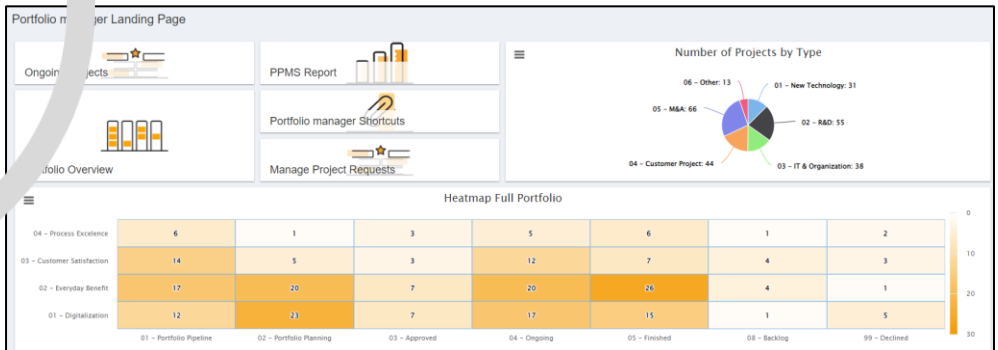 Portfolio m ger Landing Page
Ongoin jects
PPMS Report
Portfolio manager Shortcuts
folio Overview
Manage Project Requests
Number of Projects by Type
06 – Other: 13
01 – New Technology: 31
05 – M&A: 66
02 – R&D: 55
04 – Customer Project: 44
03 – IT & Organization: 38
Heatmap Full Portfolio
04 – Process Excelence 6 1 3 5 6 1 2
03 – Customer Satisfaction 14 5 3 12 7 4 3
02 – Everyday Benefit 17 20 7 20 26 4 1
01 – Digitalization 12 23 7 17 15 1 5
01 – Portfolio Pipeline 02 – Portfolio Planning 03 – Approved 04 – Ongoing 05 – Finished 08 – Backlog 99 – Declined
0
10
20
30